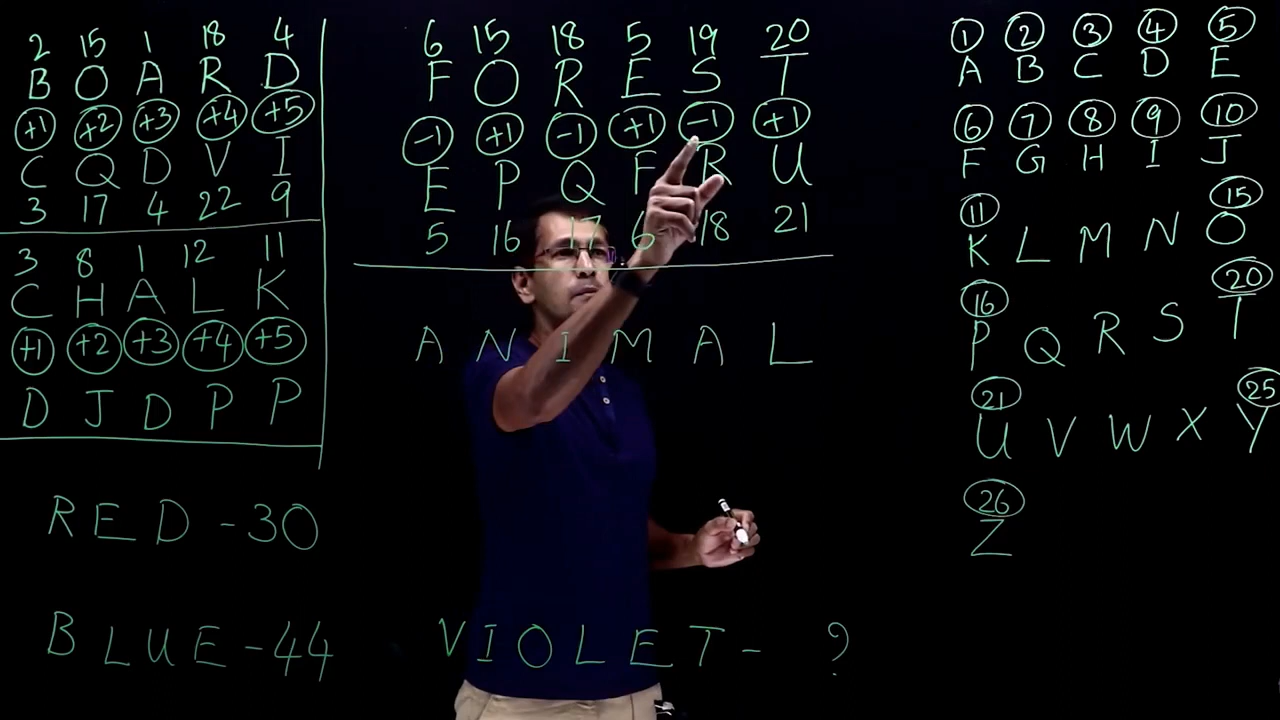 2 15 1 18 4
B O A R D
+1 +2 +3 +4 +5
C Q D V I
3 17 4 22 9
3 8 1 12 11
C H A L K
+1 +2 +3 +4 +5
D J D P P
RED - 30
BLUE - 44
6 15 18 5 19 20
F O R E S T
-1 +1 -1 +1 -1 +1
E P Q F R U
5 16 17 6 18 21
A N I M A L
VIOLET - ?
1 2 3 4 5
A B C D E
6 7 8 9 10
F G H I J
11 15
K L M N O
16 20
P Q R S T
21 25
U V W X Y
26
Z